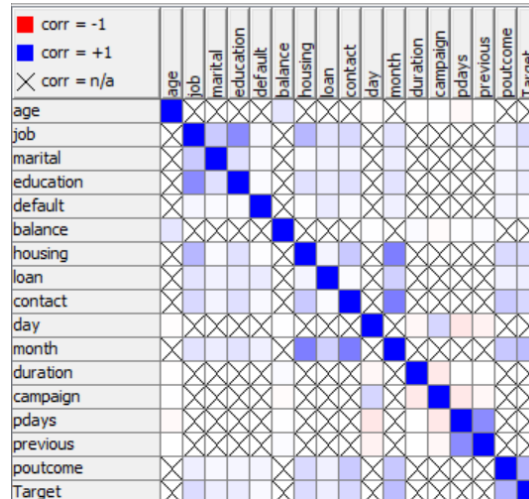 corr = -1
corr = +1
corr = n/a
age
job
marital
education
default
balance
housing
loan
contact
day
month
duration
campaign
pdays
previous
poutcome
Target
age
job
marital
education
default
balance
housing
loan
contact
day
month
duration
campaign
pdays
previous
poutcome
Target